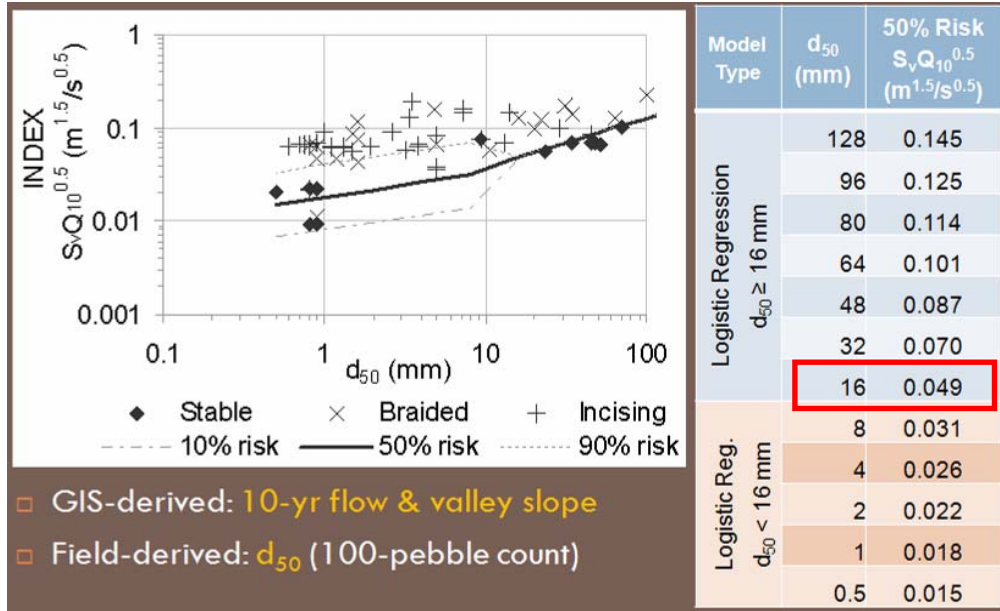 1
0.1
0.01
0.001
INDEX
SvQ10^0.5 (m^1.5/s^0.5)
0.1 1 10 100
d50 (mm)
◆ Stable × Braided + Incising
10% risk 50% risk 90% risk
GIS-derived: 10-yr flow & valley slope
Field-derived: d50 (100-pebble count)
Model Type
d50 (mm)
50% Risk
SvQ10^0.5
(m^1.5/s^0.5)
Logistic Regression
d50 ≥ 16 mm
128 0.145
96 0.125
80 0.114
64 0.101
48 0.087
32 0.070
16 0.049
Logistic Reg.
d50 < 16 mm
8 0.031
4 0.026
2 0.022
1 0.018
0.5 0.015